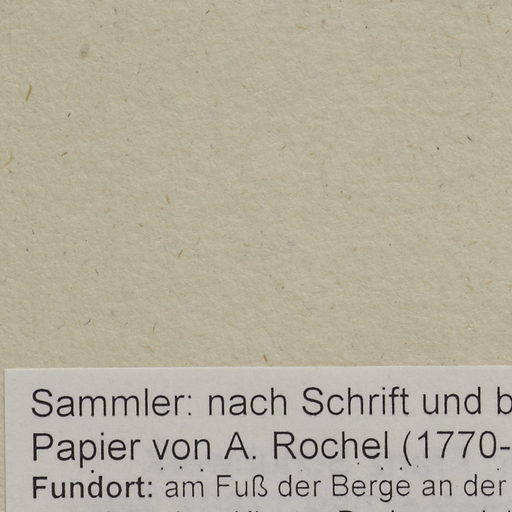 Sammler: nach Schrift und b
Papier von A. Rochel (1770-
Fundort: am Fuß der Berge an der